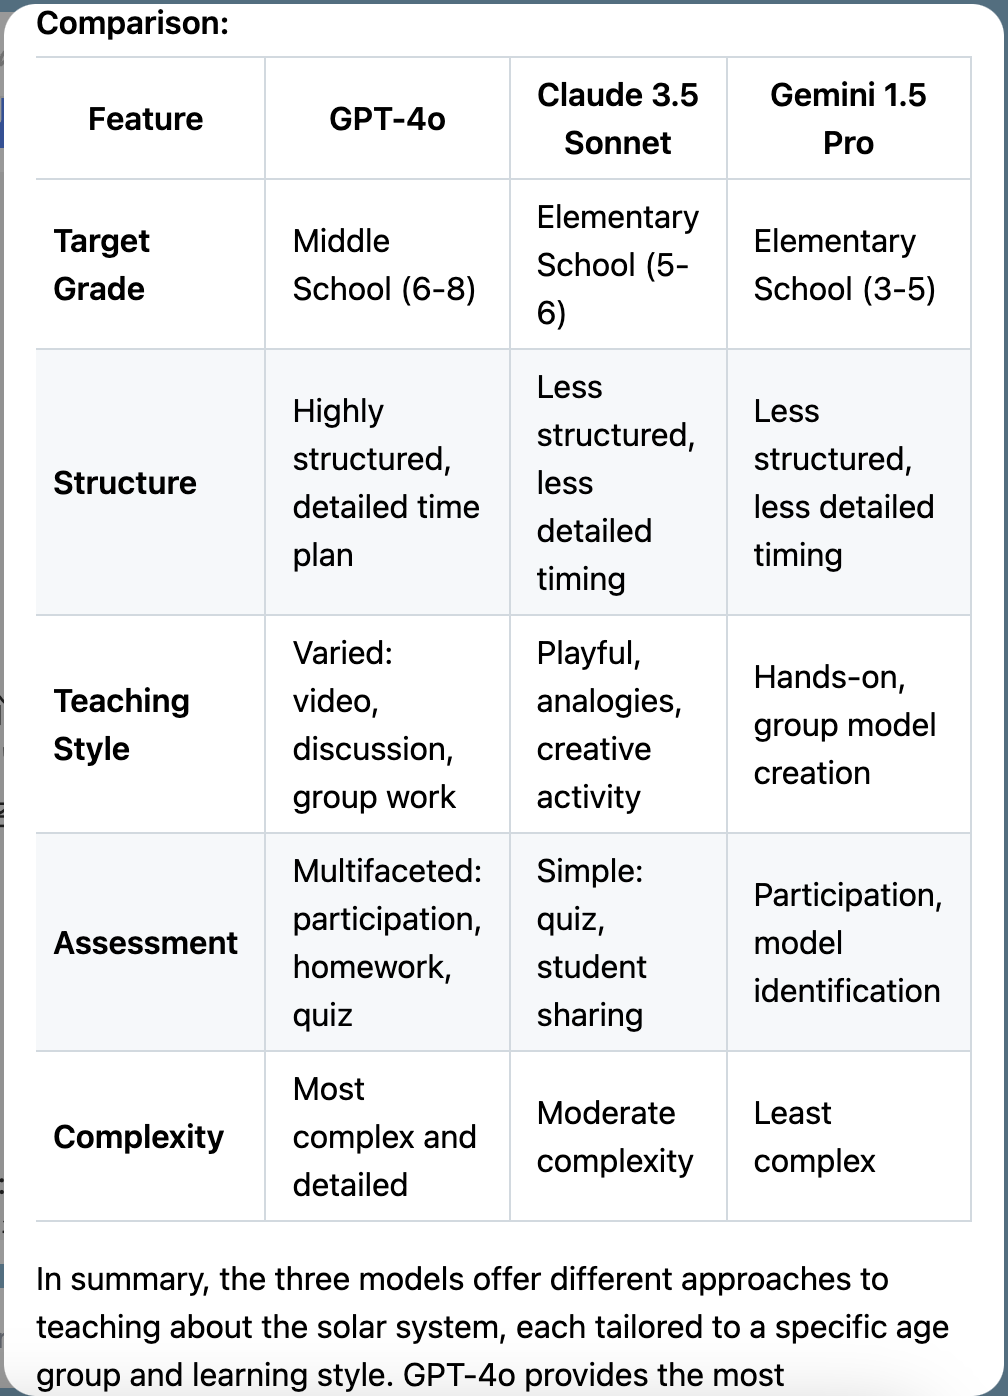 Comparison:
Feature
GPT-4o
Claude 3.5
Sonnet
Gemini 1.5
Pro
Target
Grade
Middle
School (6-8)
Elementary
School (5-
6)
Elementary
School (3-5)
Structure
Highly
structured,
detailed time
plan
Less
structured,
less
detailed
timing
Less
structured,
less detailed
timing
Teaching
Style
Varied:
video,
discussion,
group work
Playful,
analogies,
creative
activity
Hands-on,
group model
creation
Assessment
Multifaceted:
participation,
homework,
quiz
Simple:
quiz,
student
sharing
Participation,
model
identification
Complexity
Most
complex and
detailed
Moderate
complexity
Least
complex
In summary, the three models offer different approaches to
teaching about the solar system, each tailored to a specific age
group and learning style. GPT-4o provides the most